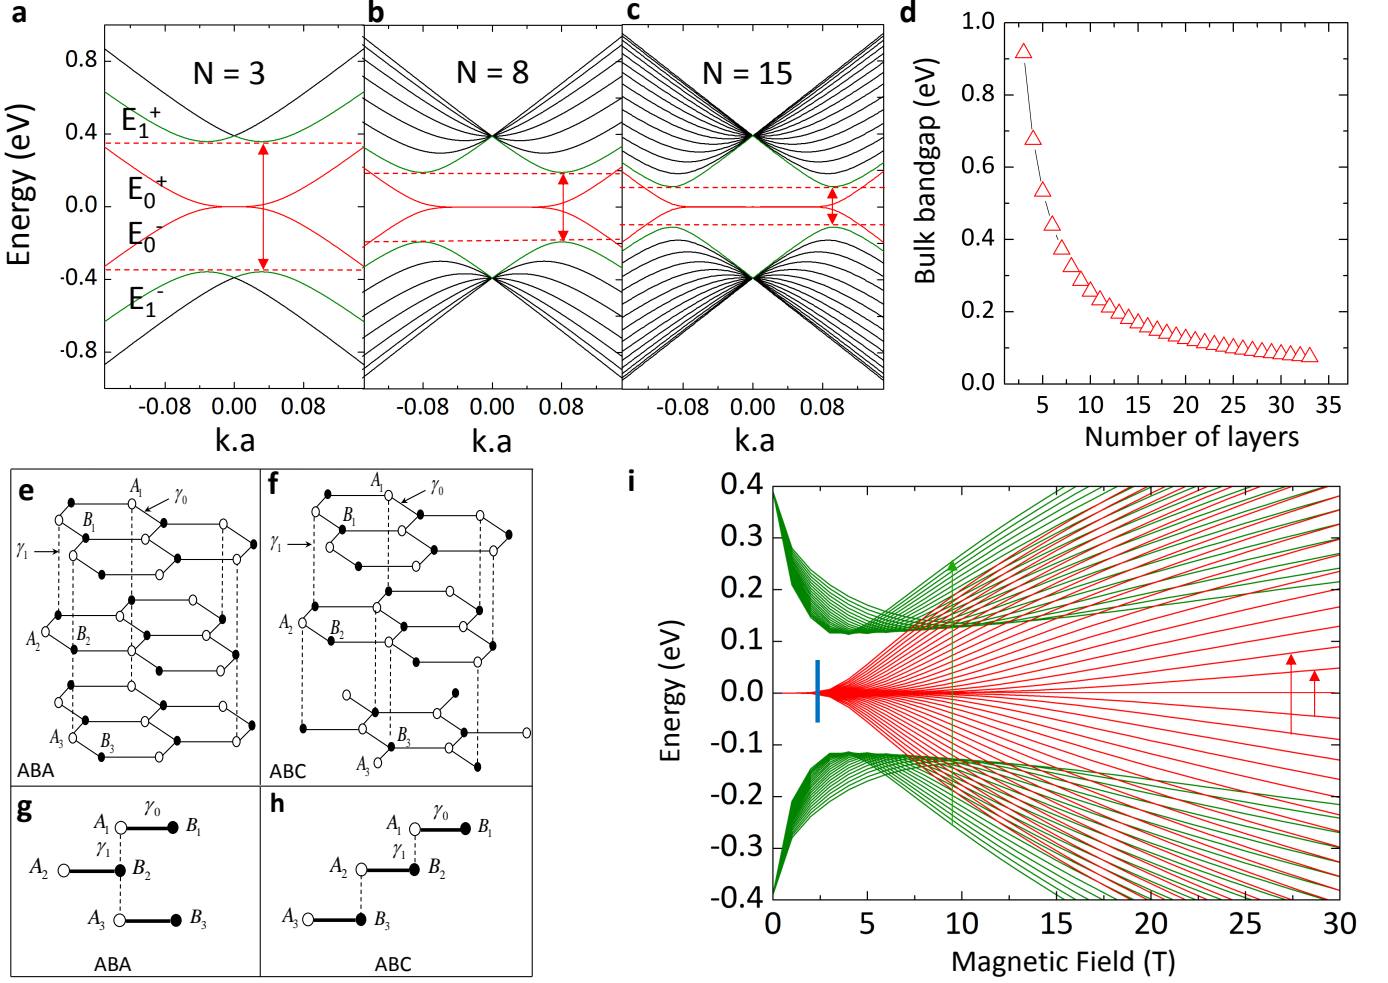 a
b
c
d
N = 3
N = 8
N = 15
E₁⁺
E₀⁺
E₀⁻
E₁⁻
Energy (eV)
0.8
0.4
0.0
-0.4
-0.8
-0.08 0.00 0.08
-0.08 0.00 0.08
-0.08 0.00 0.08
k.a
k.a
k.a
Bulk bandgap (eV)
1.0
0.8
0.6
0.4
0.2
0.0
5 10 15 20 25 30 35
Number of layers
e
A₁
γ₀
B₁
γ₁
A₂
B₂
A₃
B₃
ABA
f
A₁
γ₀
B₁
γ₁
A₂
B₂
B₃
A₃
ABC
g
γ₀
A₁ B₁
γ₁
A₂ B₂
A₃ B₃
ABA
h
γ₀
A₁ B₁
γ₁
A₂ B₂
A₃ B₃
ABC
i
Energy (eV)
0.4
0.3
0.2
0.1
0.0
-0.1
-0.2
-0.3
-0.4
0 5 10 15 20 25 30
Magnetic Field (T)